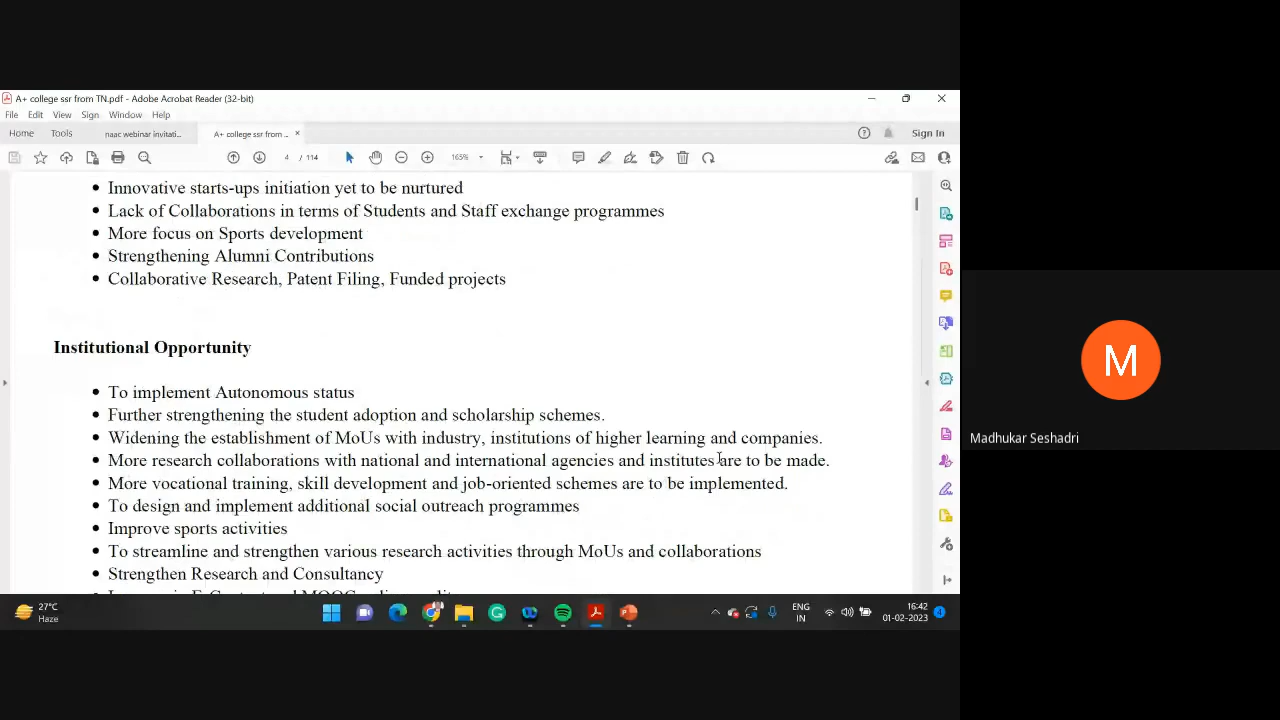 A+ college ssr from TN.pdf - Adobe Acrobat Reader (32-bit)
File Edit View Sign Window Help
Home Tools naac webinar invitati... A+ college ssr from ... × Sign In
4 / 114 165%
• Innovative starts-ups initiation yet to be nurtured
• Lack of Collaborations in terms of Students and Staff exchange programmes
• More focus on Sports development
• Strengthening Alumni Contributions
• Collaborative Research, Patent Filing, Funded projects
Institutional Opportunity
• To implement Autonomous status
• Further strengthening the student adoption and scholarship schemes.
• Widening the establishment of MoUs with industry, institutions of higher learning and companies.
• More research collaborations with national and international agencies and institutes are to be made.
• More vocational training, skill development and job-oriented schemes are to be implemented.
• To design and implement additional social outreach programmes
• Improve sports activities
• To streamline and strengthen various research activities through MoUs and collaborations
• Strengthen Research and Consultancy
27°C
Haze
ENG
IN
16:42
01-02-2023
4
M
Madhukar Seshadri